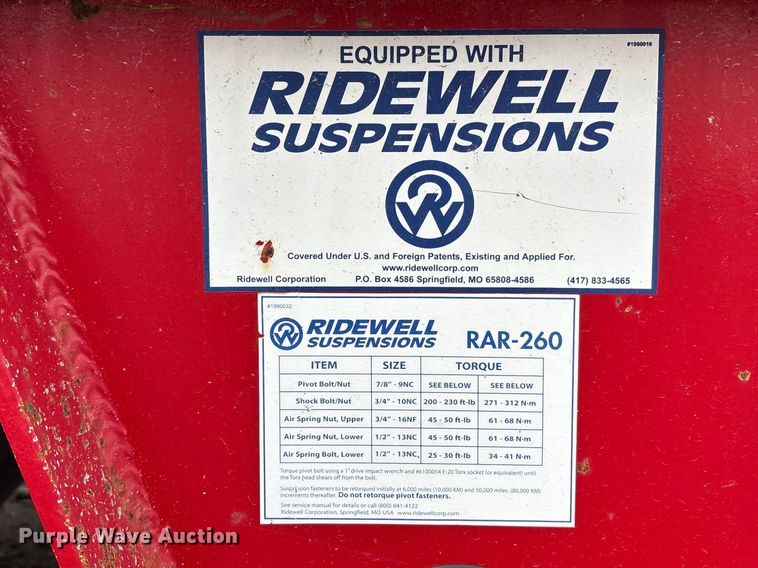 #1990016
EQUIPPED WITH
RIDEWELL
SUSPENSIONS
RW
Covered Under U.S. and Foreign Patents, Existing and Applied For.
www.ridewellcorp.com
Ridewell Corporation P.O. Box 4586 Springfield, MO 65808-4586 (417) 833-4565
#1990032
RIDEWELL
SUSPENSIONS RAR-260
ITEM SIZE TORQUE
Pivot Bolt/Nut 7/8" - 9NC SEE BELOW SEE BELOW
Shock Bolt/Nut 3/4" - 10NC 200 - 230 ft-lb 271 - 312 N-m
Air Spring Nut, Upper 3/4" - 16NF 45 - 50 ft-lb 61 - 68 N-m
Air Spring Nut, Lower 1/2" - 13NC 45 - 50 ft-lb 61 - 68 N-m
Air Spring Bolt, Lower 1/2" - 13NC 25 - 30 ft-lb 34 - 41 N-m
Torque pivot bolt using a 1" drive impact wrench and #6100054 E-20 Torx socket (or equivalent) until
the Torx head shears off from the bolt.
Suspension fasteners to be retorqued initially at 6,000 miles (10,000 KM) and 50,000 miles (80,000 KM)
increments thereafter. Do not retorque pivot fasteners.
See service manual for details or call (800) 641-4122
Ridewell Corporation, Springfield, MO USA www.ridewellcorp.com
Purple Wave Auction